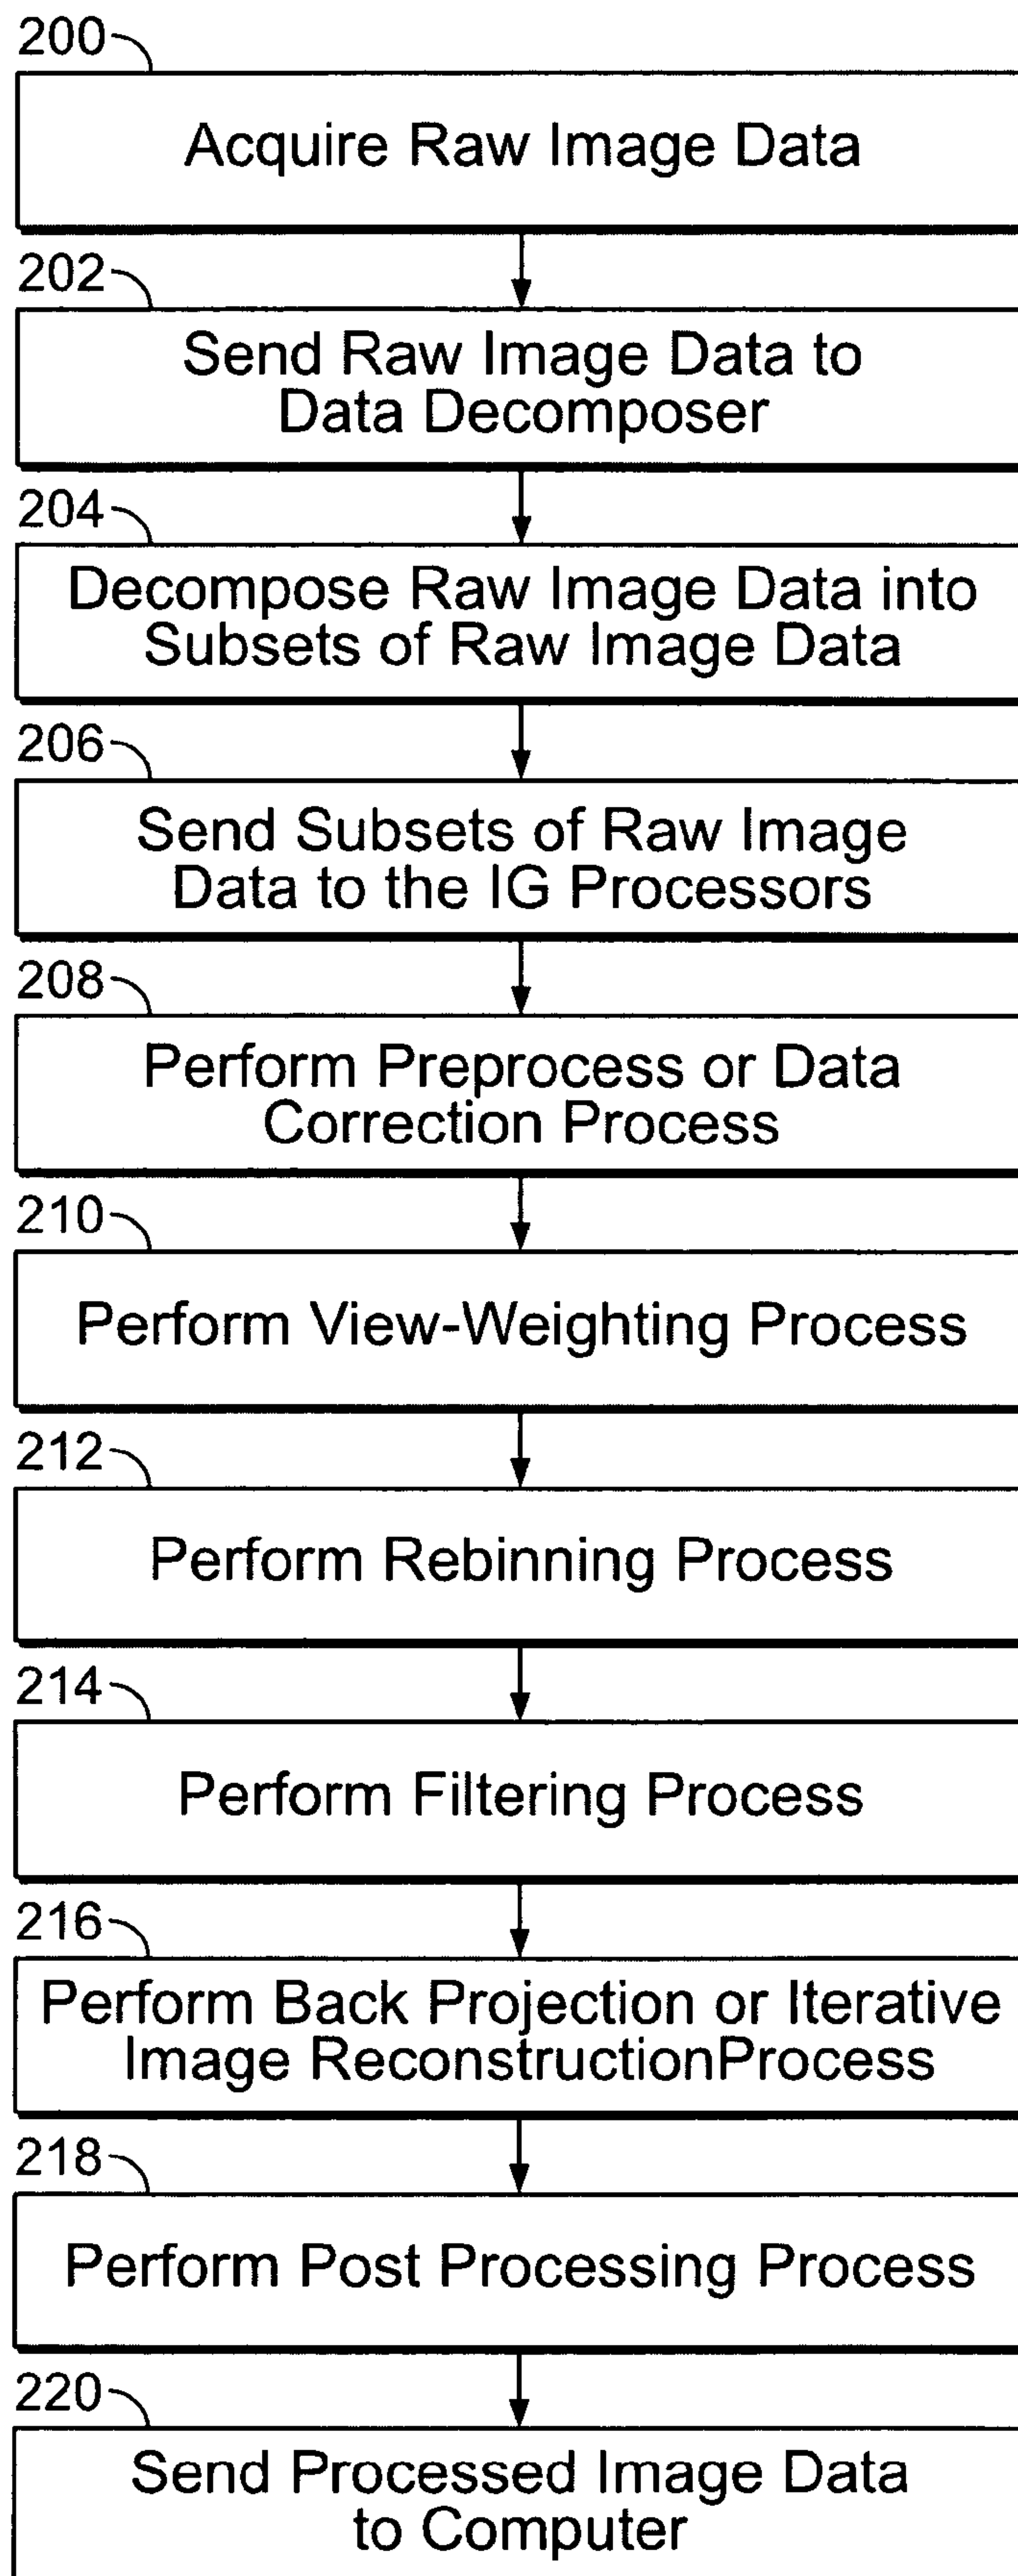 200
Acquire Raw Image Data
202
Send Raw Image Data to
Data Decomposer
204
Decompose Raw Image Data into
Subsets of Raw Image Data
206
Send Subsets of Raw Image
Data to the IG Processors
208
Perform Preprocess or Data
Correction Process
210
Perform View-Weighting Process
212
Perform Rebinning Process
214
Perform Filtering Process
216
Perform Back Projection or Iterative
Image ReconstructionProcess
218
Perform Post Processing Process
220
Send Processed Image Data
to Computer